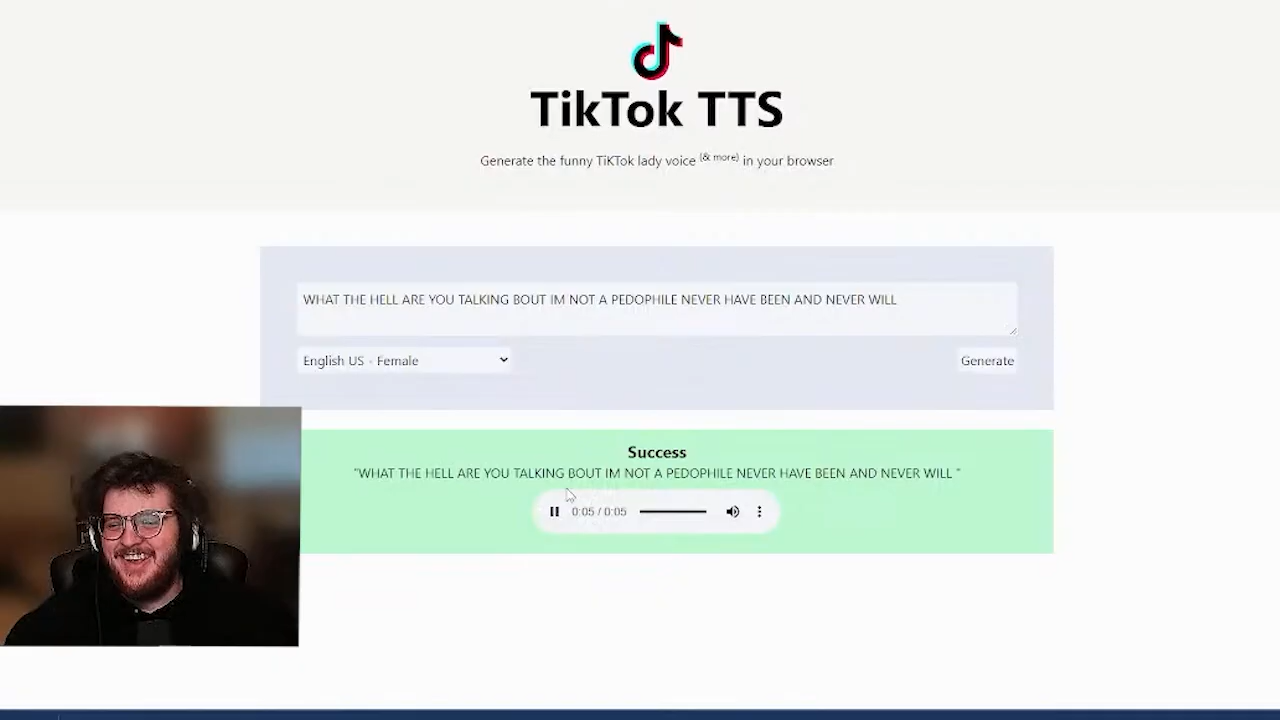 TikTok TTS
Generate the funny TiKTok lady voice (& more) in your browser
WHAT THE HELL ARE YOU TALKING BOUT IM NOT A PEDOPHILE NEVER HAVE BEEN AND NEVER WILL
English US - Female
Generate
Success
"WHAT THE HELL ARE YOU TALKING BOUT IM NOT A PEDOPHILE NEVER HAVE BEEN AND NEVER WILL "
0:05 / 0:05